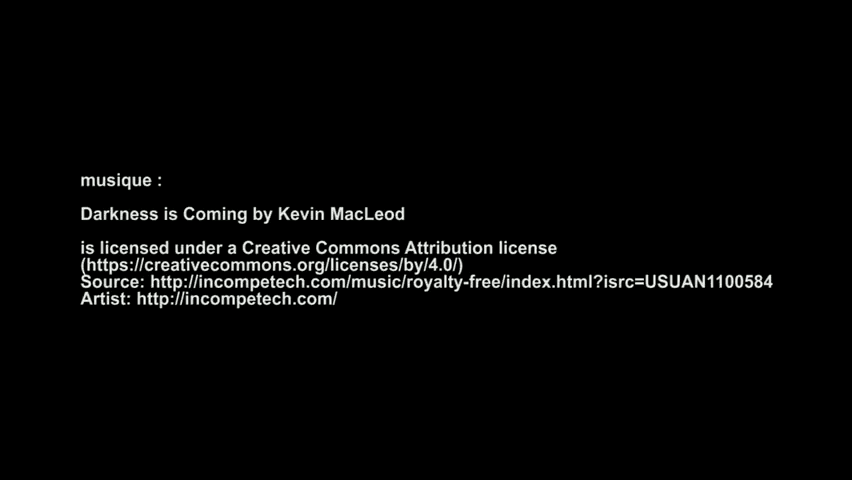 musique :
Darkness is Coming by Kevin MacLeod
is licensed under a Creative Commons Attribution license
(https://creativecommons.org/licenses/by/4.0/)
Source: http://incompetech.com/music/royalty-free/index.html?isrc=USUAN1100584
Artist: http://incompetech.com/